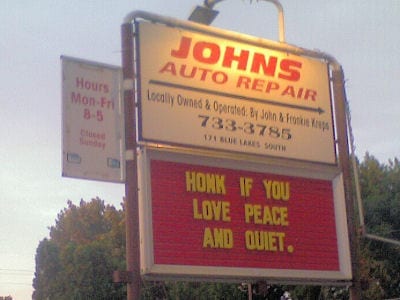 Hours
Mon-Fri
8-5
Closed
Sunday
JOHNS
AUTO REPAIR
Locally Owned & Operated: By John & Frankie Kreps
733-3785
171 BLUE LAKES SOUTH
HONK IF YOU
LOVE PEACE
AND QUIET.